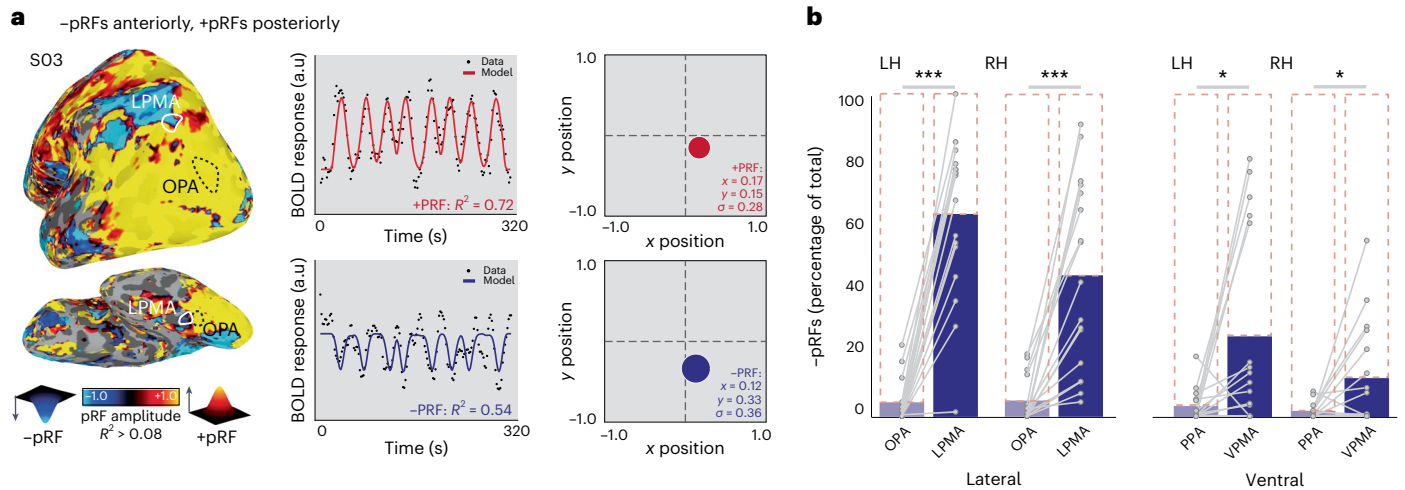 a
–pRFs anteriorly, +pRFs posteriorly
S03
LPMA
OPA
LPMA
OPA
–1.0 +1.0
pRF amplitude
R² > 0.08
–pRF
+pRF
BOLD response (a.u)
Data
Model
+PRF: R² = 0.72
0 320
Time (s)
1.0
y position
–1.0
+PRF:
x = 0.17
y = 0.15
σ = 0.28
–1.0 1.0
x position
BOLD response (a.u)
Data
Model
–PRF: R² = 0.54
0 320
Time (s)
1.0
y position
–1.0
–PRF:
x = 0.12
y = 0.33
σ = 0.36
–1.0 1.0
x position
b
–pRFs (percentage of total)
100
80
60
40
20
0
LH *** RH ***
OPA LPMA OPA LPMA
Lateral
LH * RH *
PPA VPMA PPA VPMA
Ventral